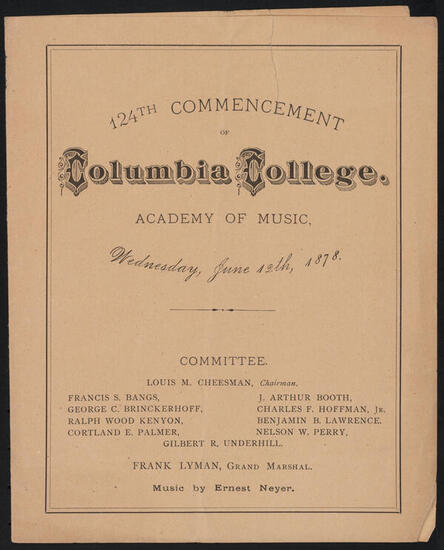 124TH COMMENCEMENT
OF
Columbia College.
ACADEMY OF MUSIC,
Wednesday, June 12th, 1878.
COMMITTEE.
LOUIS M. CHEESMAN, Chairman.
FRANCIS S. BANGS, J. ARTHUR BOOTH,
GEORGE C. BRINCKERHOFF, CHARLES F. HOFFMAN, JR.
RALPH WOOD KENYON, BENJAMIN B. LAWRENCE.
CORTLAND E. PALMER, NELSON W. PERRY,
GILBERT R. UNDERHILL.
FRANK LYMAN, GRAND MARSHAL.
Music by Ernest Neyer.